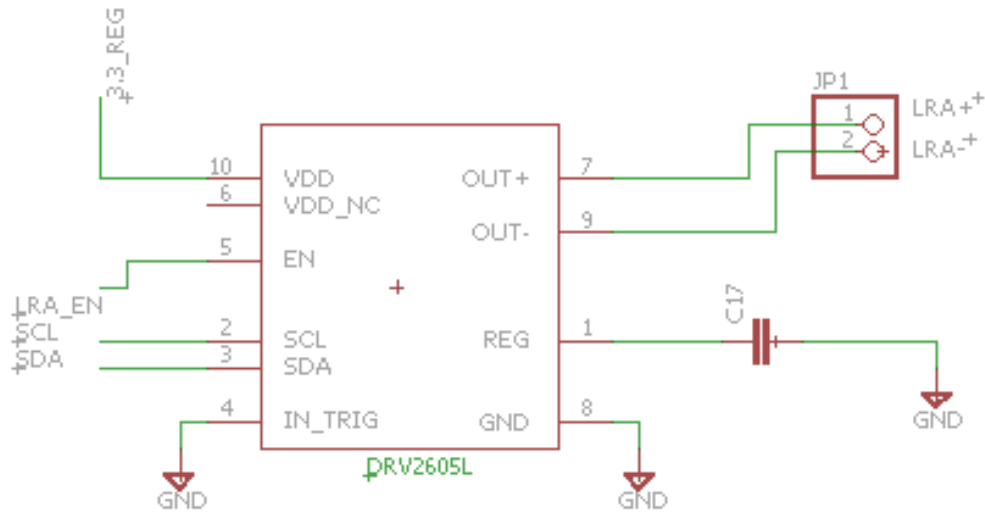 3.3_REG
JP1
1
LRA+
2
LRA-
10
VDD
OUT+
7
6
VDD_NC
OUT-
9
5
EN
LRA_EN
SCL
2
SCL
REG
1
C17
SDA
3
SDA
4
IN_TRIG
GND
8
GND
DRV2605L
GND
GND